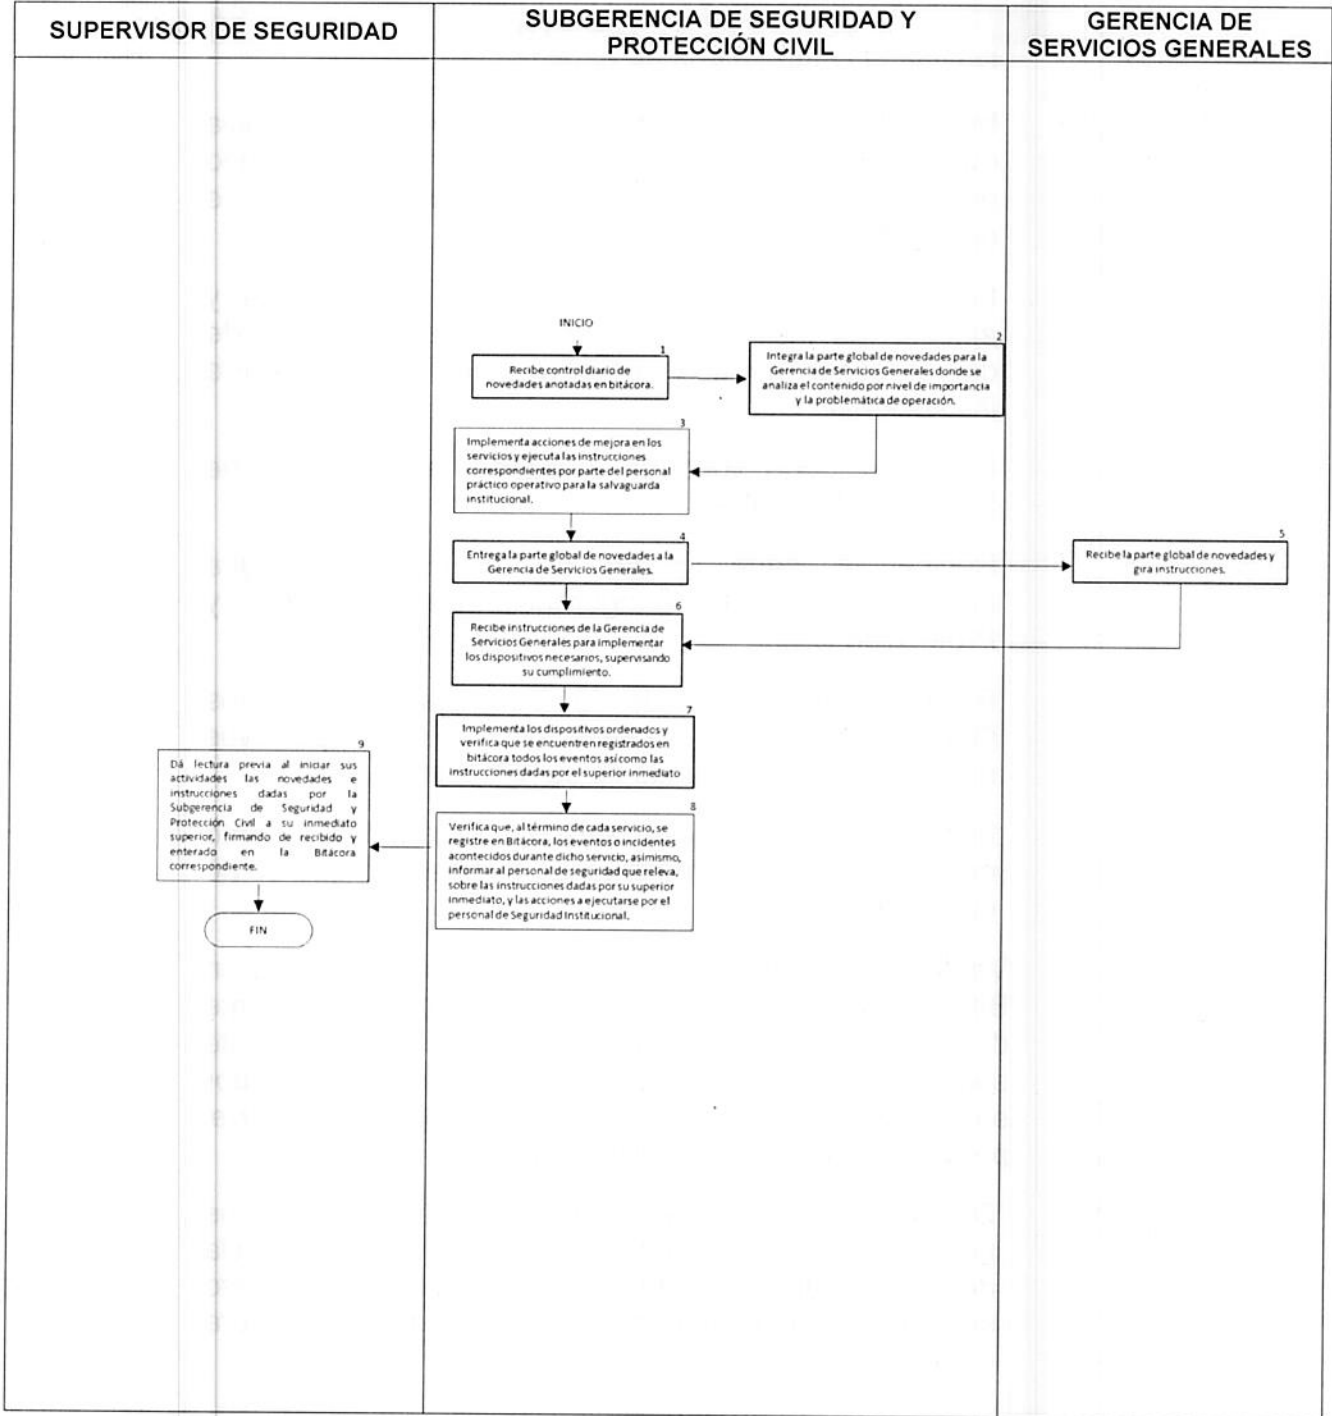 SUPERVISOR DE SEGURIDAD
SUBGERENCIA DE SEGURIDAD Y
PROTECCIÓN CIVIL
GERENCIA DE
SERVICIOS GENERALES
INICIO
1
Recibe control diario de
novedades anotadas en bitácora.
2
Integra la parte global de novedades para la
Gerencia de Servicios Generales donde se
analiza el contenido por nivel de importancia
y la problemática de operación.
3
Implementa acciones de mejora en los
servicios y ejecuta las instrucciones
correspondientes por parte del personal
práctico operativo para la salvaguarda
institucional.
4
Entrega la parte global de novedades a la
Gerencia de Servicios Generales.
5
Recibe la parte global de novedades y
gira instrucciones.
6
Recibe instrucciones de la Gerencia de
Servicios Generales para implementar
los dispositivos necesarios, supervisando
su cumplimiento.
7
Implementa los dispositivos ordenados y
verifica que se encuentren registrados en
bitácora todos los eventos así como las
instrucciones dadas por el superior inmediato
8
Verifica que, al término de cada servicio, se
registre en Bitácora, los eventos o incidentes
acontecidos durante dicho servicio, asimismo,
informar al personal de seguridad que releva,
sobre las instrucciones dadas por su superior
inmediato, y las acciones a ejecutarse por el
personal de Seguridad Institucional.
9
Dá lectura previa al iniciar sus
actividades las novedades e
instrucciones dadas por la
Subgerencia de Seguridad y
Protección Civil a su inmediato
superior, firmando de recibido y
enterado en la Bitácora
correspondiente.
FIN